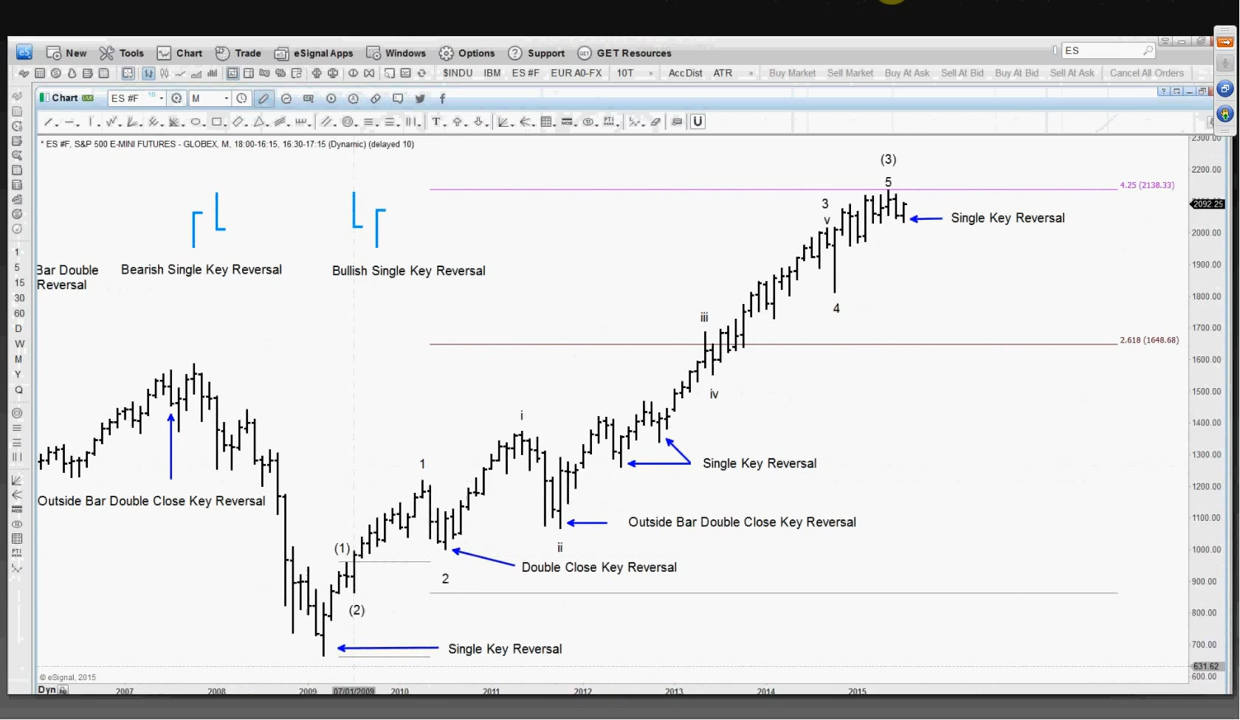 New Tools Chart Trade eSignal Apps Windows Options Support GET Resources ES
$INDU IBM ES #F EUR A0-FX 10T » Acc Dist ATR » Buy Market Sell Market Buy At Ask Sell At Bid Buy At Bid Sell At Ask Cancel All Orders
Chart ES #F M
* ES #F, S&P 500 E-MINI FUTURES - GLOBEX, M, 18:00-16:15, 16:30-17:15 (Dynamic) (delayed 10)
2300.00
(3)
2200.00
5
4.25 (2138.33)
3
2092.25
v
Single Key Reversal
2000.00
1
5
15
30
60
D
W
M
Y
Q
Bar Double
Reversal
Bearish Single Key Reversal
Bullish Single Key Reversal
1900.00
1800.00
4
iii
1700.00
2.618 (1648.68)
1600.00
iv
1500.00
i
1400.00
1
Single Key Reversal
1300.00
Outside Bar Double Close Key Reversal
1200.00
Outside Bar Double Close Key Reversal
1100.00
(1)
ii
1000.00
Double Close Key Reversal
2
900.00
(2)
800.00
Single Key Reversal
700.00
631.62
600.00
© eSignal, 2015
Dyn 2007 2008 2009 07/01/2009 2010 2011 2012 2013 2014 2015